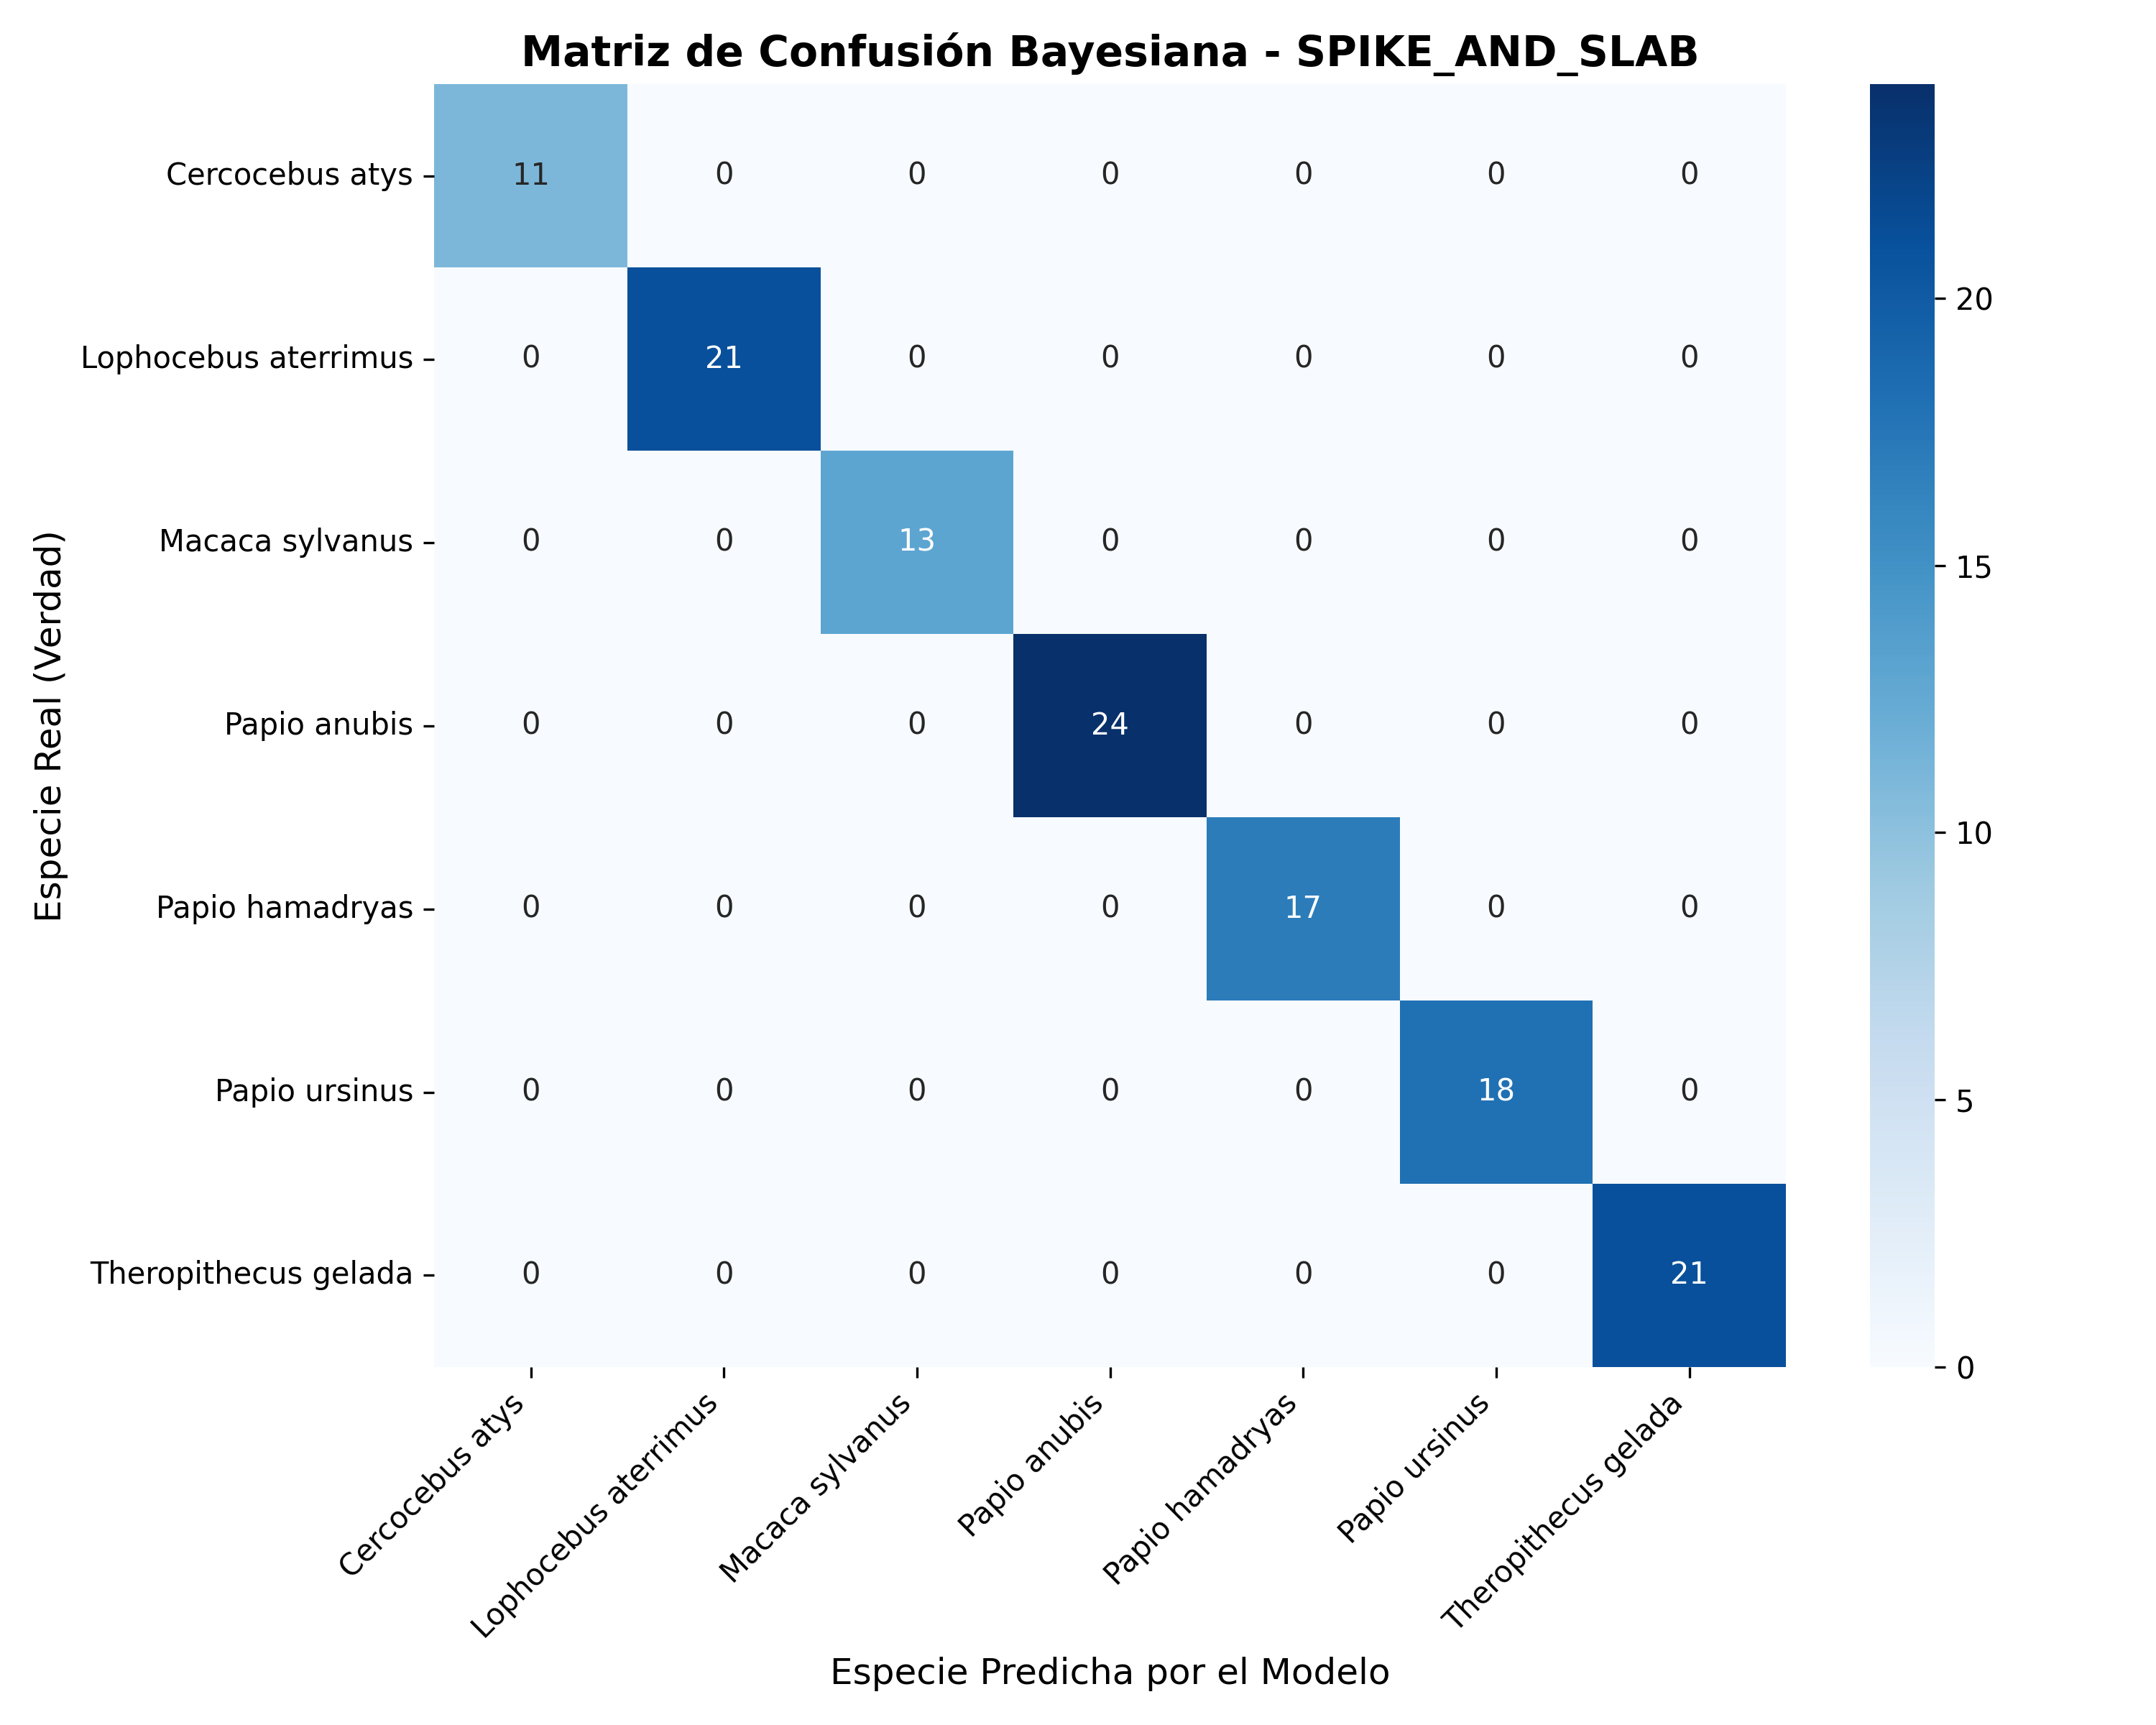 Matriz de Confusión Bayesiana - SPIKE_AND_SLAB
Especie Real (Verdad)
Cercocebus atys 11 0 0 0 0 0 0
Lophocebus aterrimus 0 21 0 0 0 0 0
Macaca sylvanus 0 0 13 0 0 0 0
Papio anubis 0 0 0 24 0 0 0
Papio hamadryas 0 0 0 0 17 0 0
Papio ursinus 0 0 0 0 0 18 0
Theropithecus gelada 0 0 0 0 0 0 21
Cercocebus atys
Lophocebus aterrimus
Macaca sylvanus
Papio anubis
Papio hamadryas
Papio ursinus
Theropithecus gelada
Especie Predicha por el Modelo
20
15
10
5
0